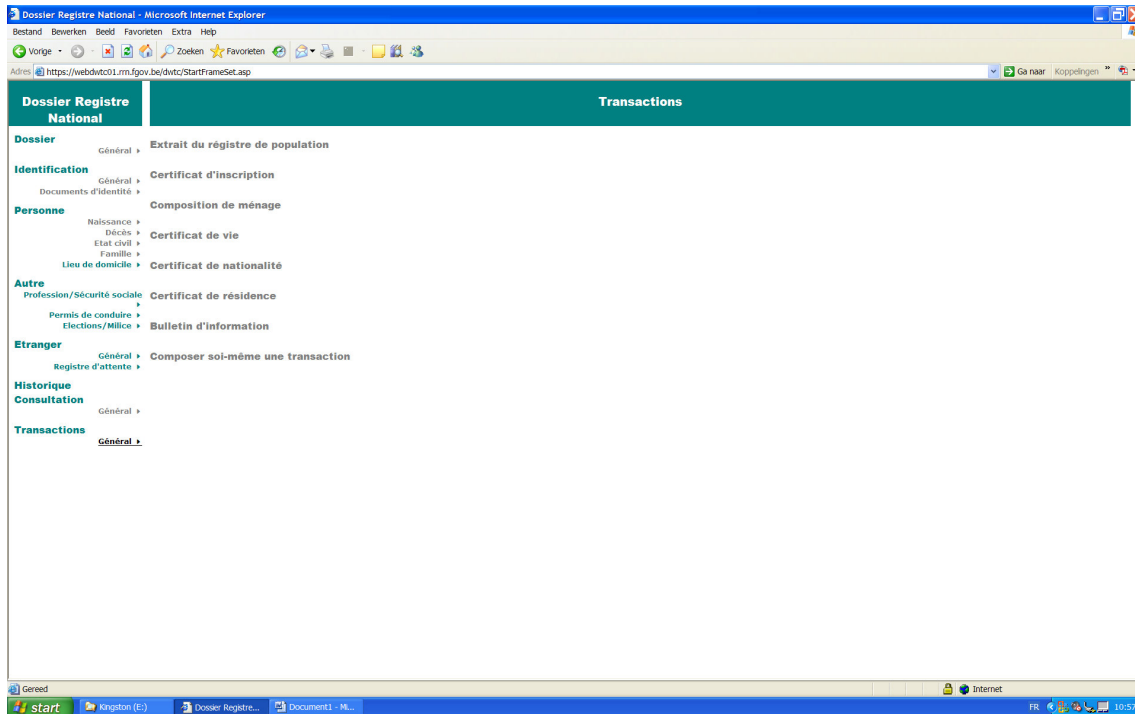 Dossier Registre National - Microsoft Internet Explorer
Bestand Bewerken Beeld Favorieten Extra Help
Vorige Zoeken Favorieten
Adres https://webdwtc01.rrn.fgov.be/dwtc/StartFrameSet.asp Ga naar Koppelingen »
Dossier Registre
National
Transactions
Dossier
Général
Identification
Général
Documents d'identité
Personne
Naissance
Décès
Etat civil
Famille
Lieu de domicile
Autre
Profession/Sécurité sociale
Permis de conduire
Elections/Milice
Etranger
Général
Registre d'attente
Historique
Consultation
Général
Transactions
Général
Extrait du régistre de population
Certificat d'inscription
Composition de ménage
Certificat de vie
Certificat de nationalité
Certificat de résidence
Bulletin d'information
Composer soi-même une transaction
Gereed Internet
start Kingston (E:) Dossier Registre... Document1 - Mi... FR 10:57